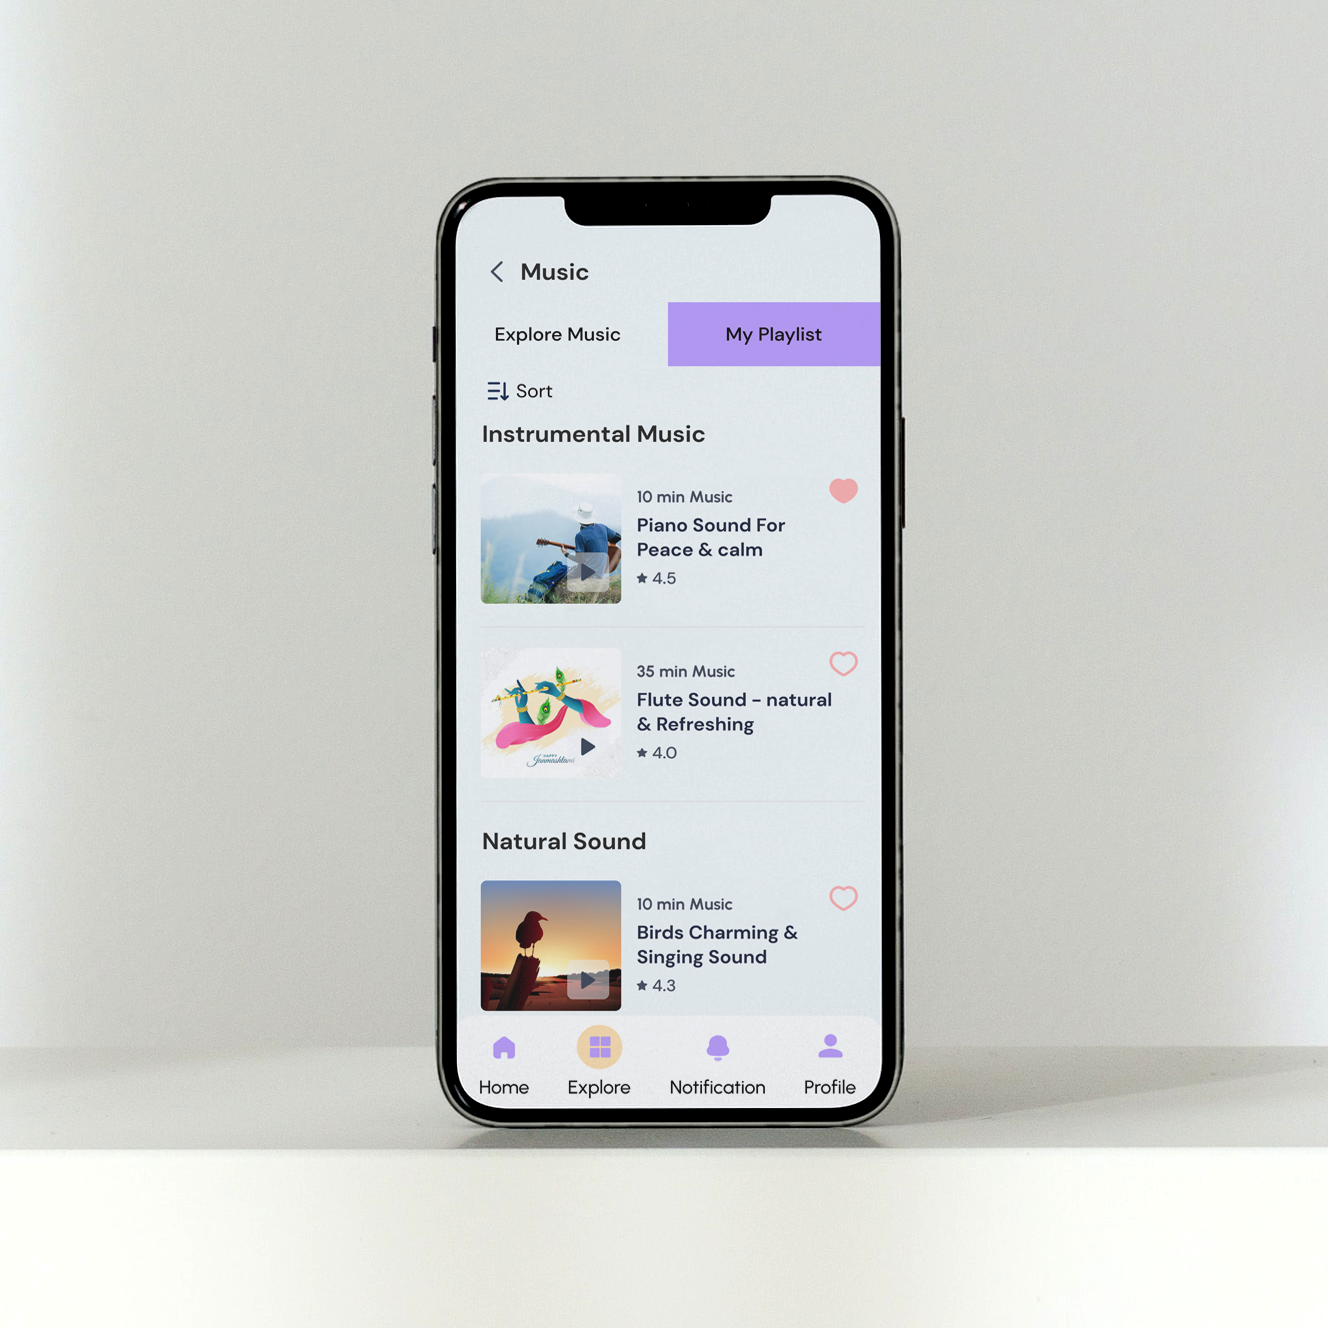 Music
Explore Music
My Playlist
Sort
Instrumental Music
10 min Music
Piano Sound For
Peace & calm
4.5
35 min Music
Flute Sound - natural
& Refreshing
4.0
HAPPY
Janmashtami
Natural Sound
10 min Music
Birds Charming &
Singing Sound
4.3
Home
Explore
Notification
Profile